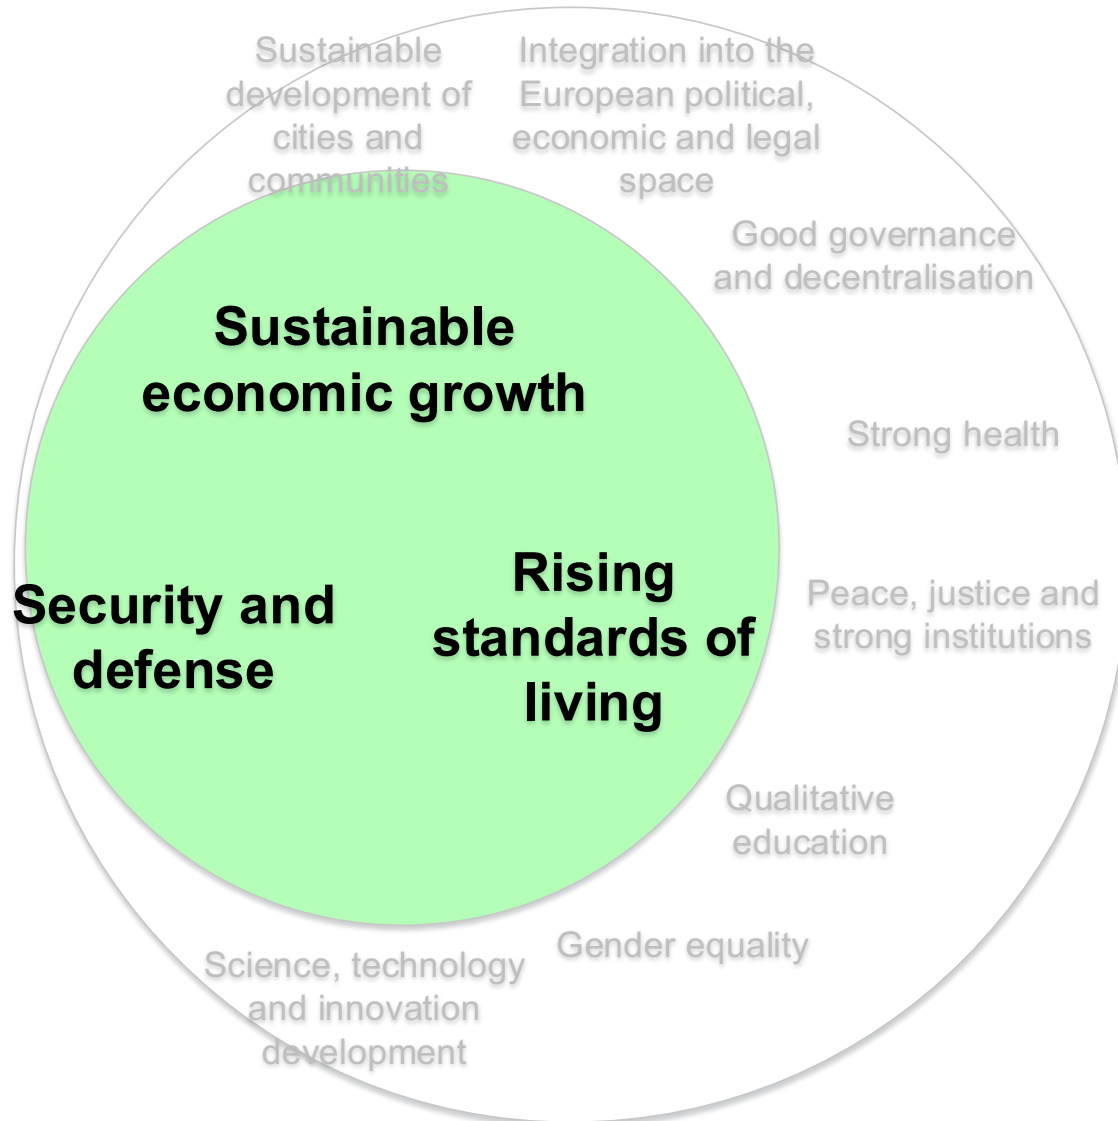 Sustainable
development of
cities and
communities
Integration into the
European political,
economic and legal
space
Good governance
and decentralisation
Sustainable
economic growth
Strong health
Security and
defense
Rising
standards of
living
Peace, justice and
strong institutions
Qualitative
education
Gender equality
Science, technology
and innovation
development